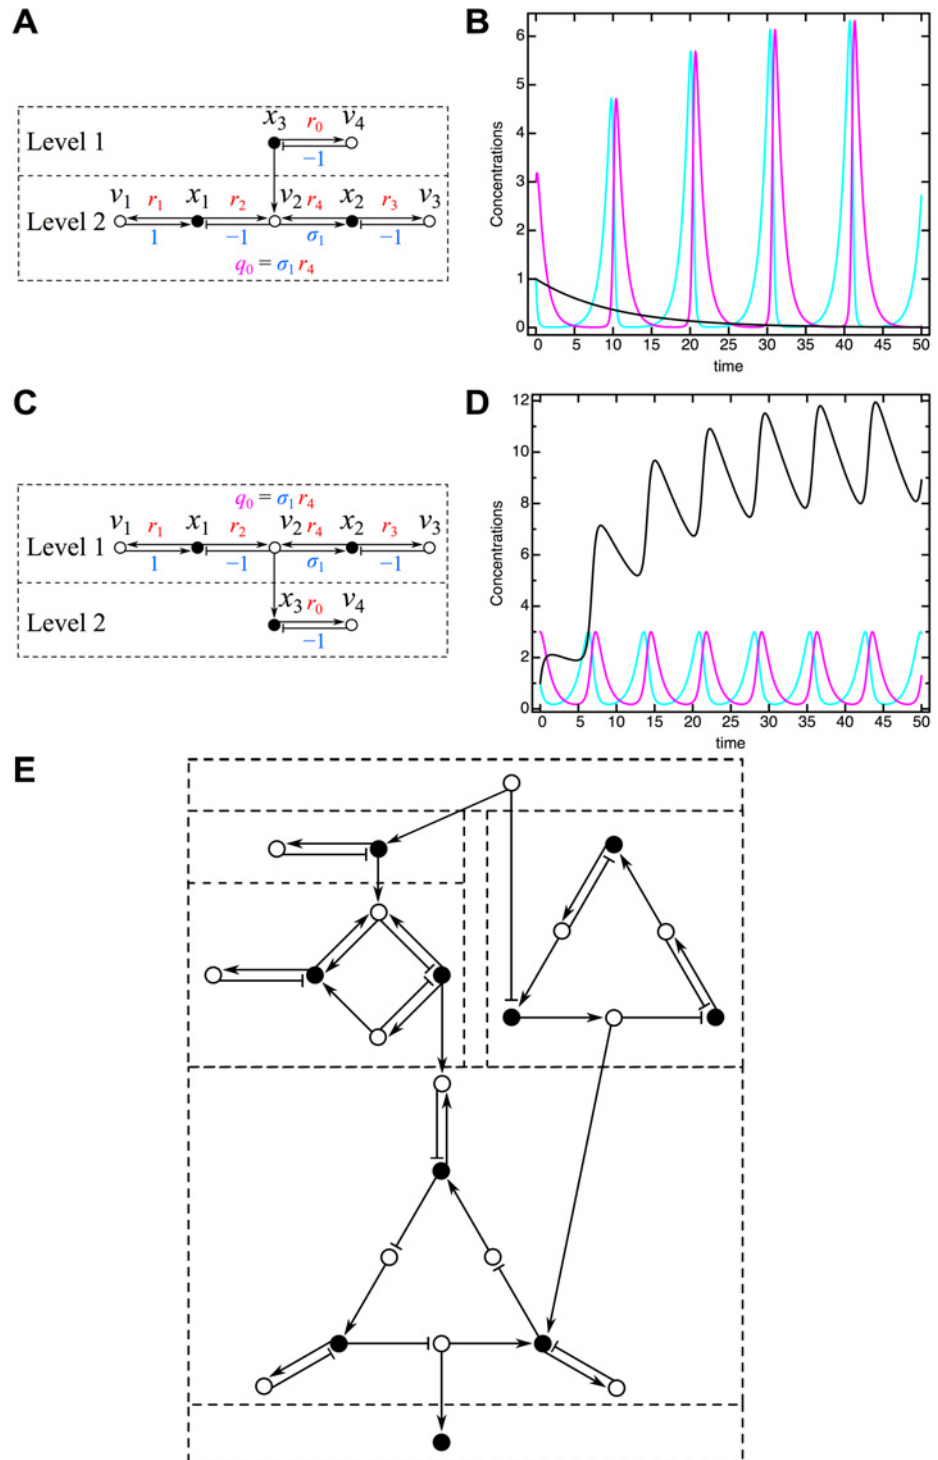 A
x₃ r₀ v₄
Level 1
−1
v₁ r₁ x₁ r₂ v₂ r₄ x₂ r₃ v₃
Level 2
1 −1 σ₁ −1
q₀ = σ₁ r₄
B
Concentrations
6
5
4
3
2
1
0
0 5 10 15 20 25 30 35 40 45 50
time
C
q₀ = σ₁ r₄
v₁ r₁ x₁ r₂ v₂ r₄ x₂ r₃ v₃
Level 1
1 −1 σ₁ −1
x₃ r₀ v₄
Level 2
−1
D
Concentrations
12
10
8
6
4
2
0
0 5 10 15 20 25 30 35 40 45 50
time
E